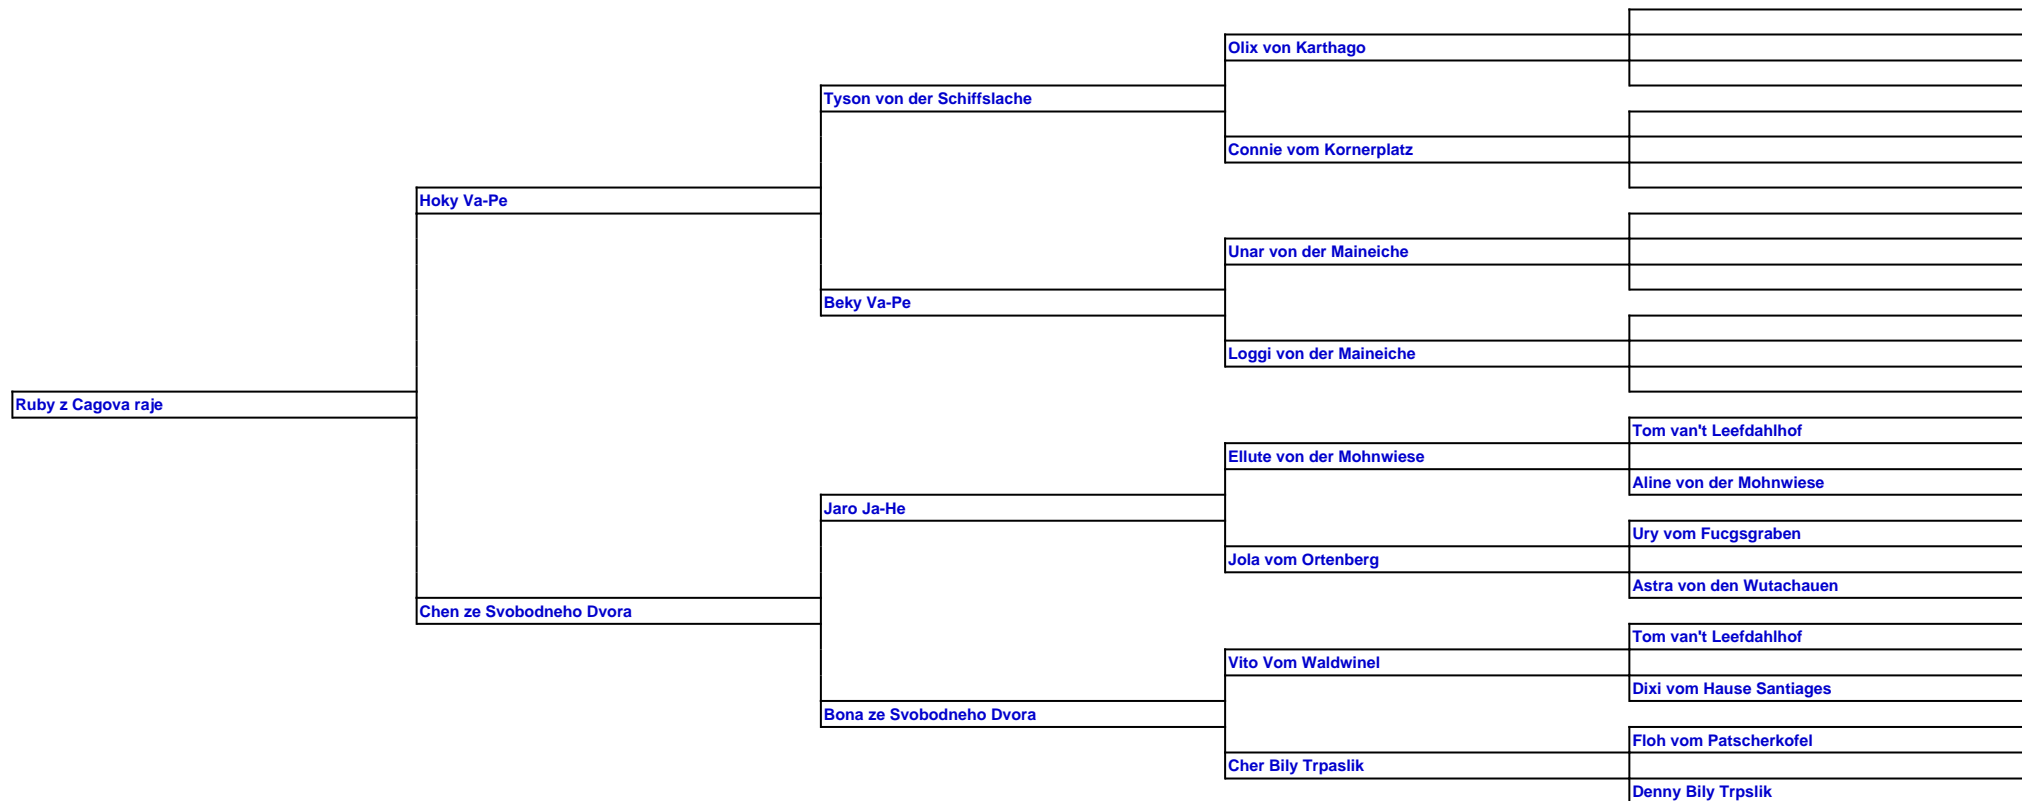 Olix von Karthago
Tyson von der Schiffslache
Connie vom Kornerplatz
Hoky Va-Pe
Unar von der Maineiche
Beky Va-Pe
Loggi von der Maineiche
Ruby z Cagova raje
Tom van't Leefdahlhof
Ellute von der Mohnwiese
Aline von der Mohnwiese
Jaro Ja-He
Ury vom Fucgsgraben
Jola vom Ortenberg
Astra von den Wutachauen
Chen ze Svobodneho Dvora
Tom van't Leefdahlhof
Vito Vom Waldwinel
Dixi vom Hause Santiages
Bona ze Svobodneho Dvora
Floh vom Patscherkofel
Cher Bily Trpaslik
Denny Bily Trpslik